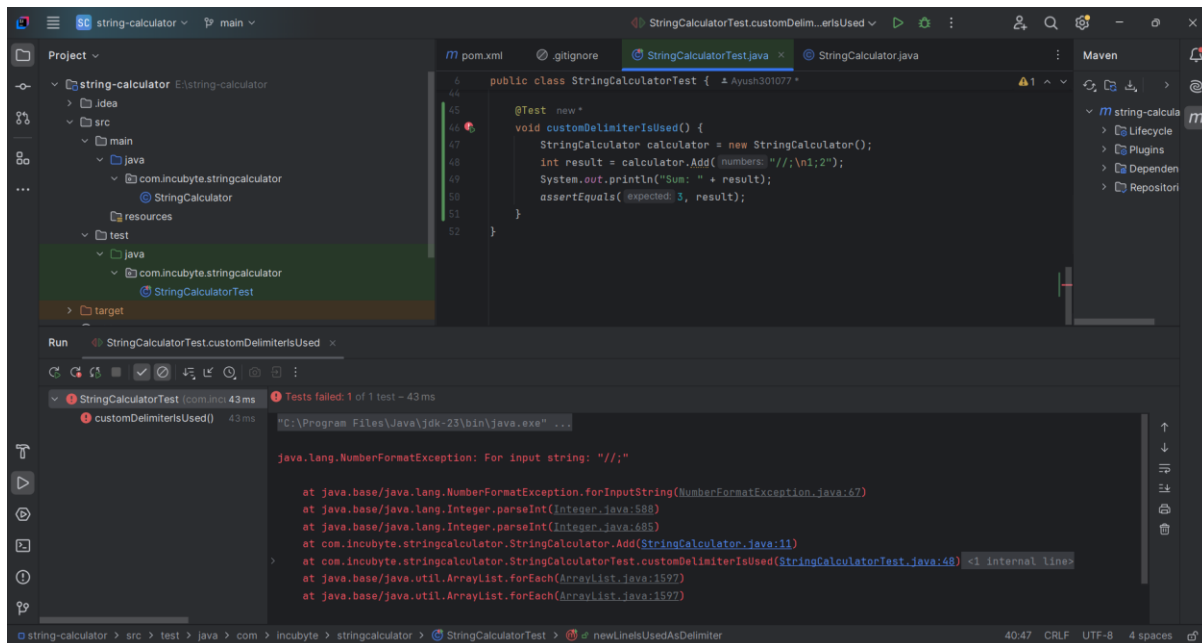 SC string-calculator main StringCalculatorTest.customDelim...erIsUsed
Project
string-calculator E:\string-calculator
.idea
src
main
java
com.incubyte.stringcalculator
StringCalculator
resources
test
java
com.incubyte.stringcalculator
StringCalculatorTest
target
pom.xml .gitignore StringCalculatorTest.java × StringCalculator.java
6 public class StringCalculatorTest { Ayush301077 * 1
44
45 @Test new *
46 void customDelimiterIsUsed() {
47 StringCalculator calculator = new StringCalculator();
48 int result = calculator.Add( numbers: "//;\n1;2");
49 System.out.println("Sum: " + result);
50 assertEquals( expected: 3, result);
51 }
52 }
Maven
string-calcula
Lifecycle
Plugins
Dependen
Repositori
Run StringCalculatorTest.customDelimiterIsUsed ×
StringCalculatorTest (com.incu 43 ms
customDelimiterIsUsed() 43 ms
Tests failed: 1 of 1 test – 43 ms
"C:\Program Files\Java\jdk-23\bin\java.exe" ...
java.lang.NumberFormatException: For input string: "//;"
at java.base/java.lang.NumberFormatException.forInputString(NumberFormatException.java:67)
at java.base/java.lang.Integer.parseInt(Integer.java:588)
at java.base/java.lang.Integer.parseInt(Integer.java:685)
at com.incubyte.stringcalculator.StringCalculator.Add(StringCalculator.java:11)
at com.incubyte.stringcalculator.StringCalculatorTest.customDelimiterIsUsed(StringCalculatorTest.java:48) <1 internal line>
at java.base/java.util.ArrayList.forEach(ArrayList.java:1597)
at java.base/java.util.ArrayList.forEach(ArrayList.java:1597)
string-calculator > src > test > java > com > incubyte > stringcalculator > StringCalculatorTest > newLineIsUsedAsDelimiter 40:47 CRLF UTF-8 4 spaces